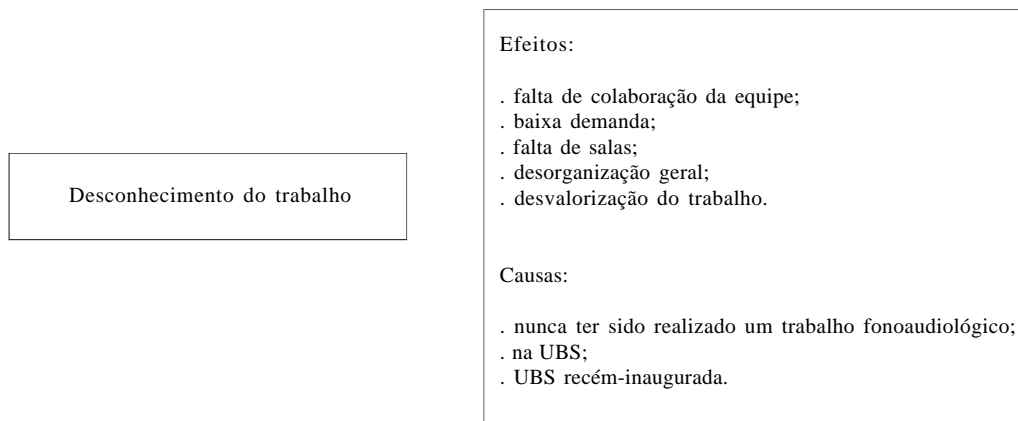 Desconhecimento do trabalho
Efeitos:
. falta de colaboração da equipe;
. baixa demanda;
. falta de salas;
. desorganização geral;
. desvalorização do trabalho.
Causas:
. nunca ter sido realizado um trabalho fonoaudiológico;
. na UBS;
. UBS recém-inaugurada.